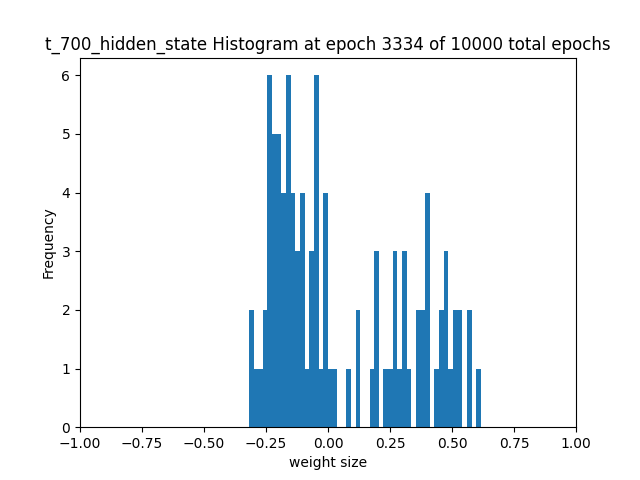 t_700_hidden_state Histogram at epoch 3334 of 10000 total epochs
6
5
4
3
2
1
0
Frequency
−1.00 −0.75 −0.50 −0.25 0.00 0.25 0.50 0.75 1.00
weight size